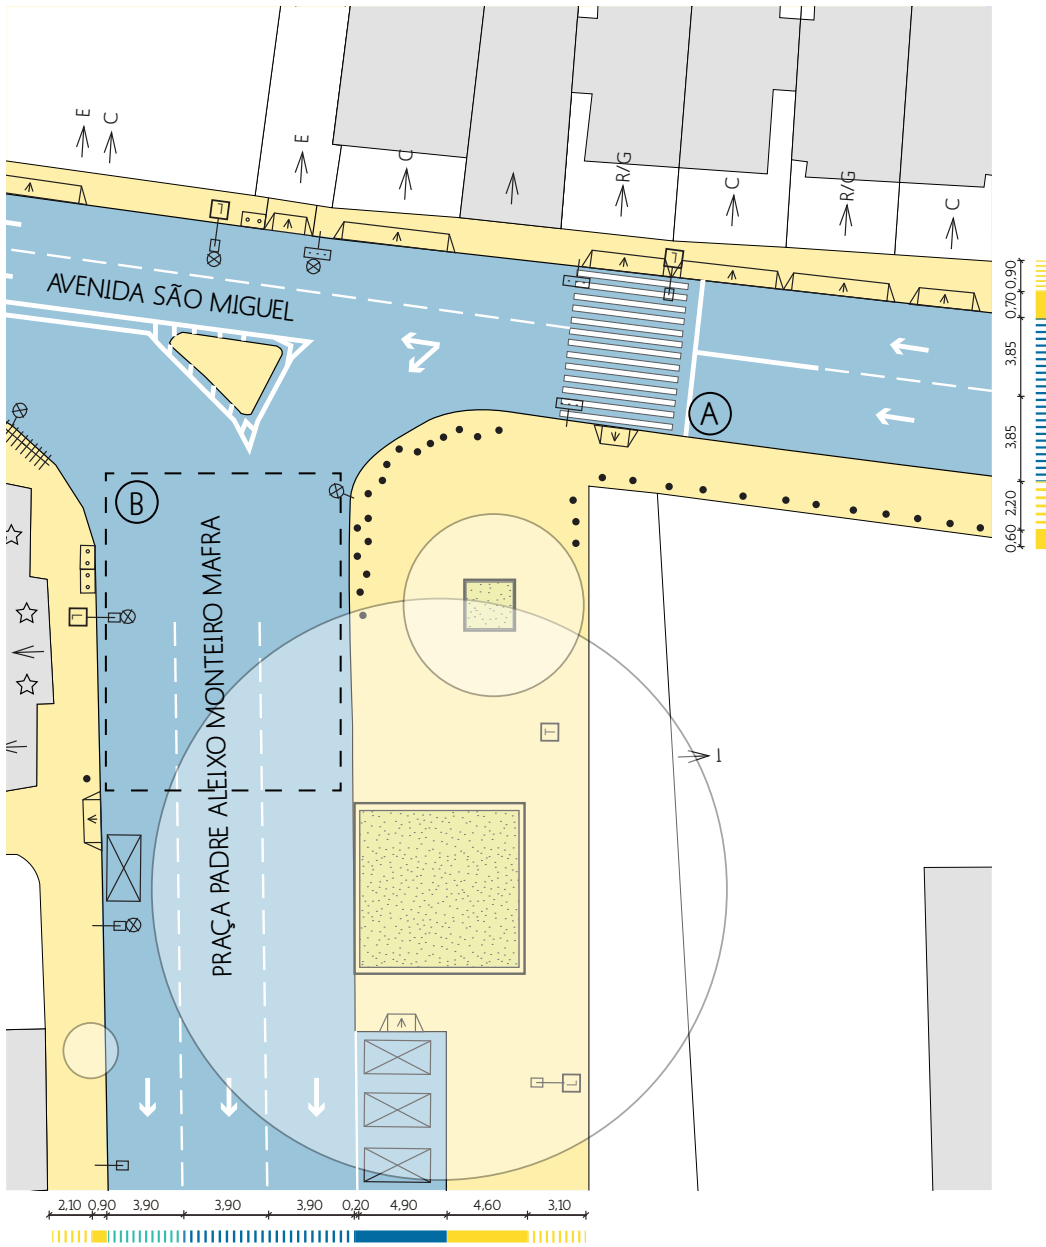 E
C
E
C
R/G
C
R/G
C
L
L
AVENIDA SÃO MIGUEL
A
B
PRAÇA PADRE ALEIXO MONTEIRO MAFRA
L
T
1
L
0,90
0,70
3,85
3,85
2,20
0,60
2,10 0,90 3,90 3,90 3,90 0,20 4,90 4,60 3,10